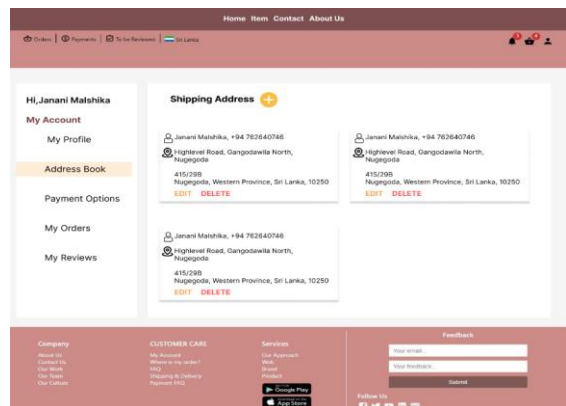 Home Item Contact About Us
Orders | Payments | To be Reviewed | Sri Lanka
Hi,Janani Malshika
My Account
My Profile
Address Book
Payment Options
My Orders
My Reviews
Shipping Address
Janani Malshika, +94 762640746
Highlevel Road, Gangodawila North,
Nugegoda
415/29B
Nugegoda, Western Province, Sri Lanka, 10250
EDIT DELETE
Janani Malshika, +94 762640746
Highlevel Road, Gangodawila North,
Nugegoda
415/29B
Nugegoda, Western Province, Sri Lanka, 10250
EDIT DELETE
Janani Malshika, +94 762640746
Highlevel Road, Gangodawila North,
Nugegoda
415/29B
Nugegoda, Western Province, Sri Lanka, 10250
EDIT DELETE
Company
About Us
Contact Us
Our Work
Our Team
Our Culture
CUSTOMER CARE
My Account
Where is my order?
FAQ
Shipping & Delivery
Payment FAQ
Services
Our Approach
Web
Brand
Product
Google Play
App Store
Feedback
Your email...
Your feedback...
Submit
Follow Us